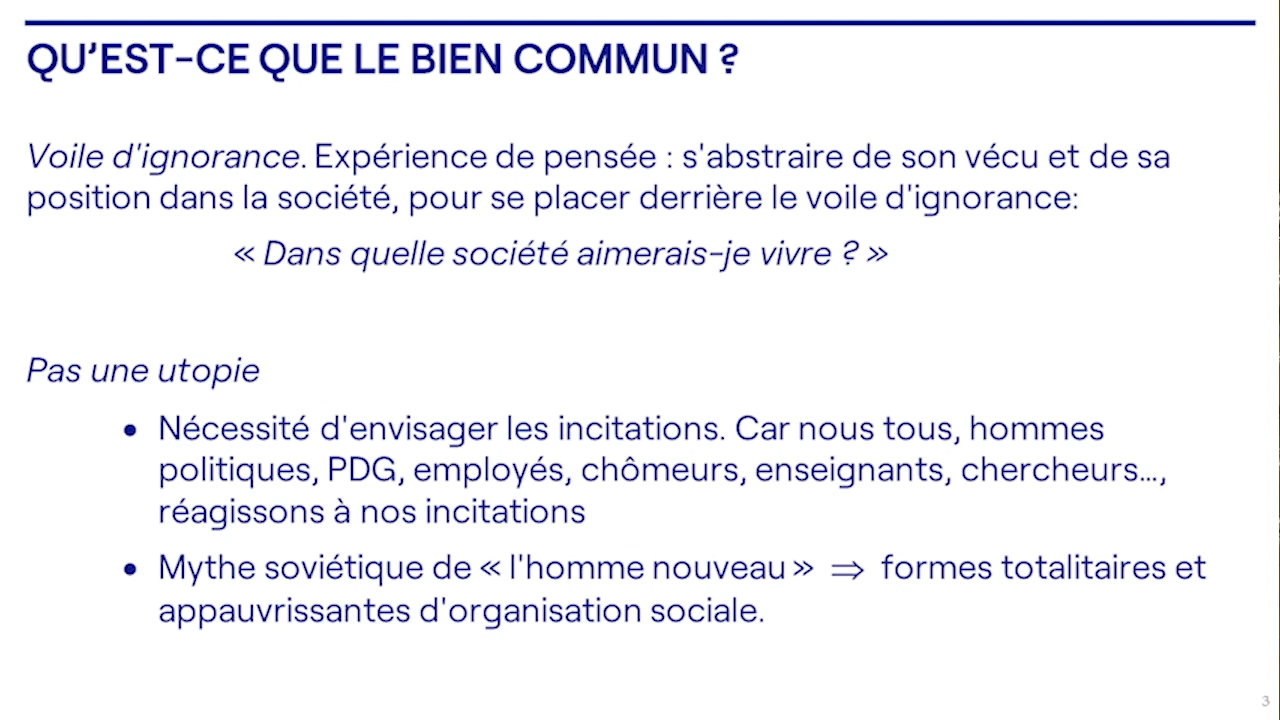 QU’EST-CE QUE LE BIEN COMMUN ?
Voile d'ignorance. Expérience de pensée : s'abstraire de son vécu et de sa
position dans la société, pour se placer derrière le voile d'ignorance:
« Dans quelle société aimerais-je vivre ? »
Pas une utopie
• Nécessité d'envisager les incitations. Car nous tous, hommes
politiques, PDG, employés, chômeurs, enseignants, chercheurs…,
réagissons à nos incitations
• Mythe soviétique de « l'homme nouveau » ⇒ formes totalitaires et
appauvrissantes d'organisation sociale.
3